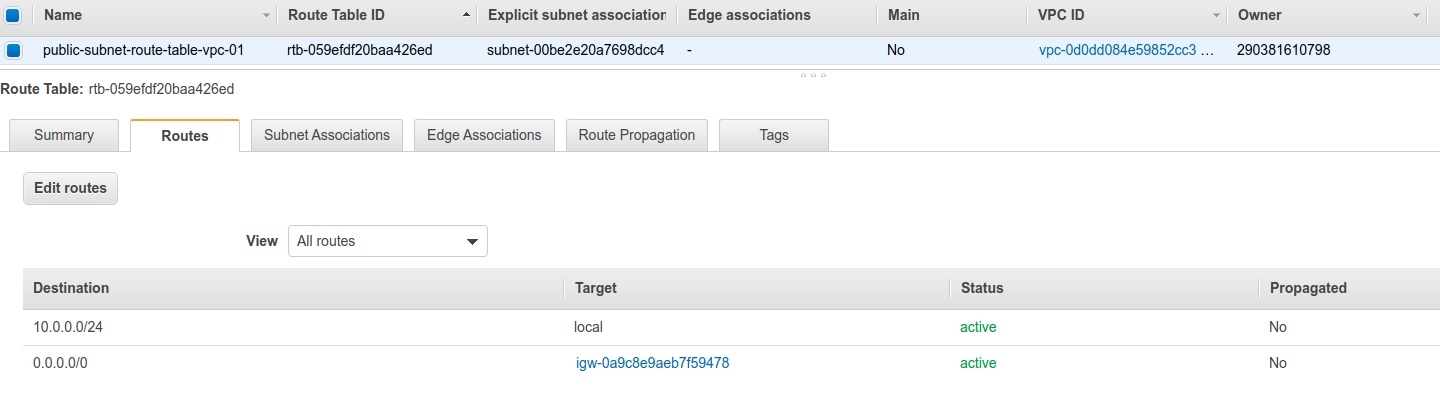 Name Route Table ID Explicit subnet association Edge associations Main VPC ID Owner
public-subnet-route-table-vpc-01 rtb-059efdf20baa426ed subnet-00be2e20a7698dcc4 - No vpc-0d0dd084e59852cc3 ... 290381610798
Route Table: rtb-059efdf20baa426ed
Summary Routes Subnet Associations Edge Associations Route Propagation Tags
Edit routes
View All routes
Destination Target Status Propagated
10.0.0.0/24 local active No
0.0.0.0/0 igw-0a9c8e9aeb7f59478 active No